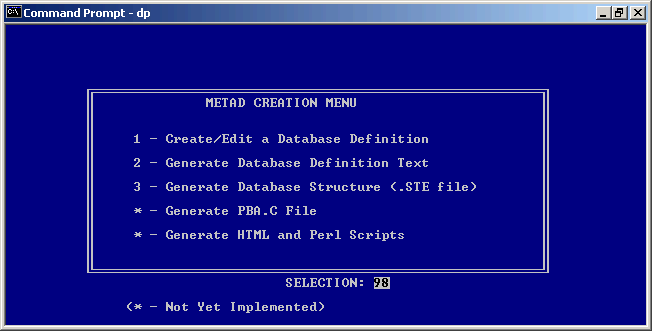 Command Prompt - dp
METAD CREATION MENU
1 - Create/Edit a Database Definition
2 - Generate Database Definition Text
3 - Generate Database Structure (.STE file)
* - Generate PBA.C File
* - Generate HTML and Perl Scripts
SELECTION: 98
(* - Not Yet Implemented)